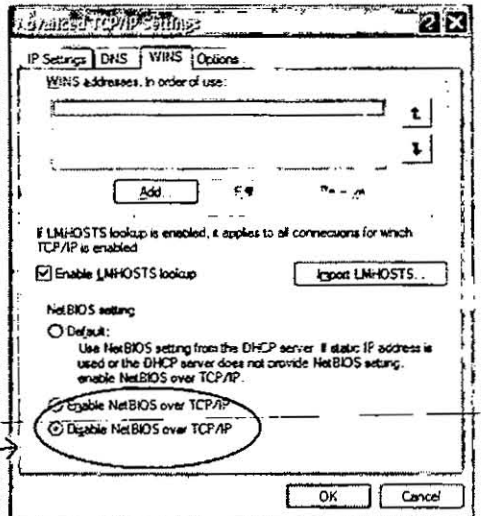 Advanced TCP/IP Settings
IP Settings DNS WINS Options
WINS addresses, in order of use:
Add...
If LMHOSTS lookup is enabled, it applies to all connections for which
TCP/IP is enabled
Enable LMHOSTS lookup
Import LMHOSTS...
NetBIOS setting
Default:
Use NetBIOS setting from the DHCP server. If static IP address is
used or the DHCP server does not provide NetBIOS setting,
enable NetBIOS over TCP/IP.
Enable NetBIOS over TCP/IP
Disable NetBIOS over TCP/IP
OK Cancel